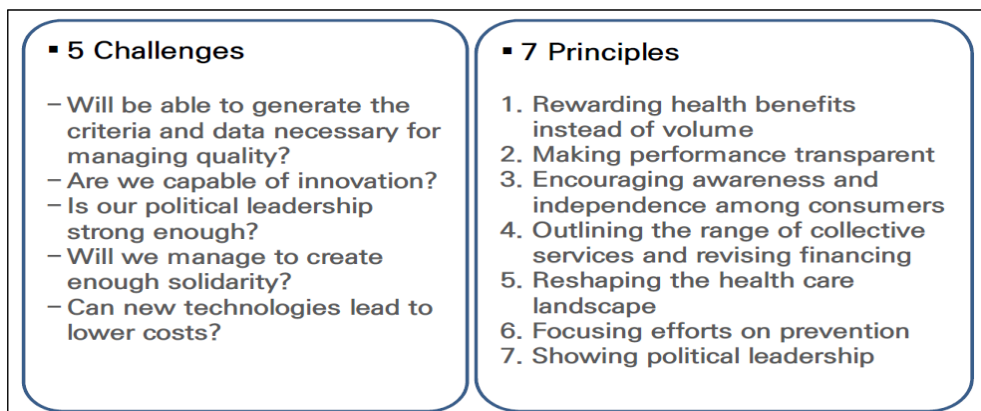 ▪ 5 Challenges
– Will be able to generate the
criteria and data necessary for
managing quality?
– Are we capable of innovation?
– Is our political leadership
strong enough?
– Will we manage to create
enough solidarity?
– Can new technologies lead to
lower costs?
▪ 7 Principles
1. Rewarding health benefits
instead of volume
2. Making performance transparent
3. Encouraging awareness and
independence among consumers
4. Outlining the range of collective
services and revising financing
5. Reshaping the health care
landscape
6. Focusing efforts on prevention
7. Showing political leadership